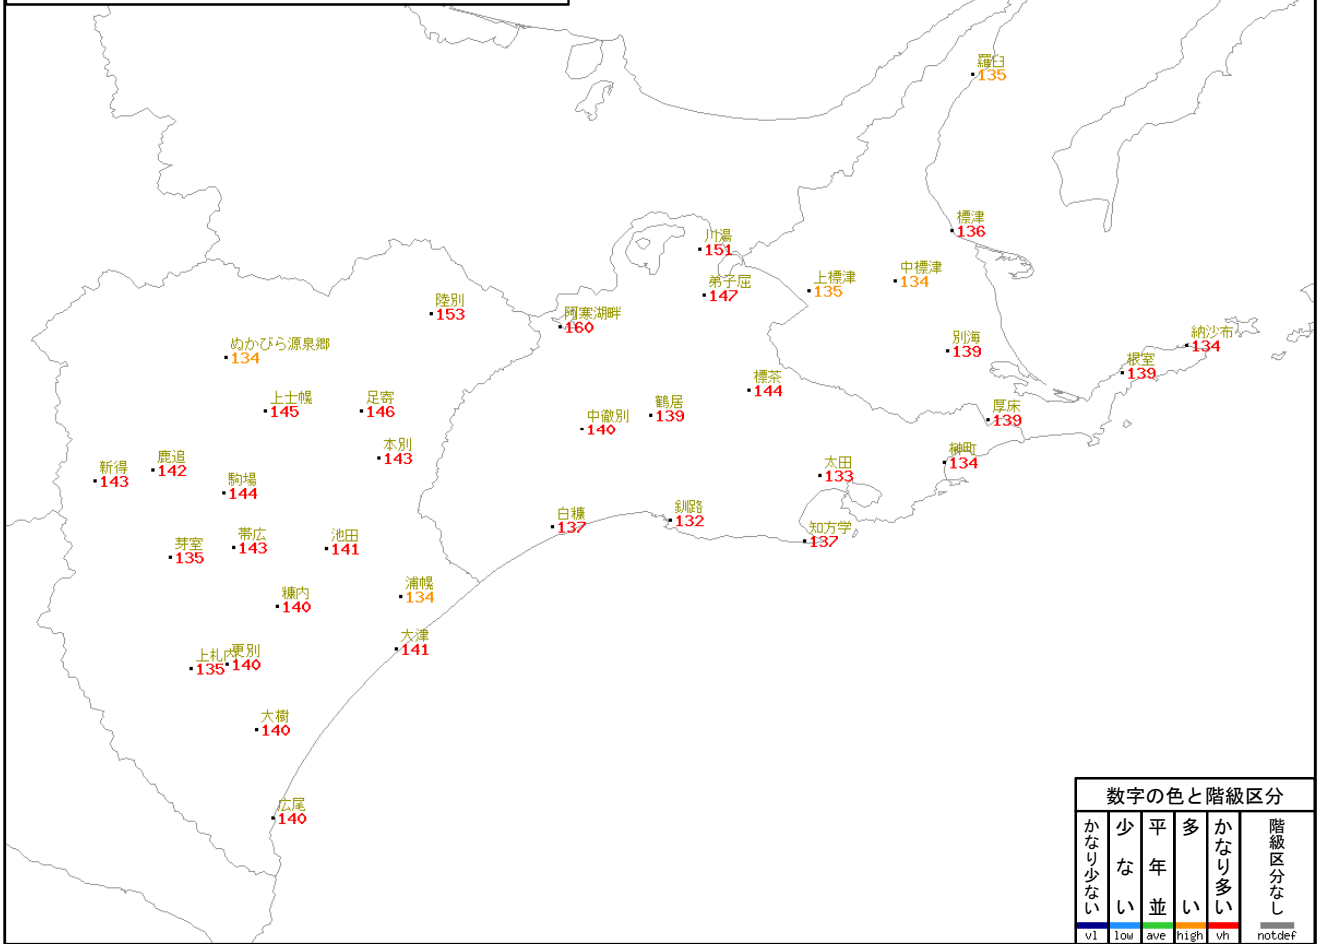 羅臼
135
標津
136
川湯
151
中標津
134
上標津
135
弟子屈
147
陸別
153
阿寒湖畔
160
ぬかびら源泉郷
134
納沙布
134
別海
139
根室
139
標茶
144
上士幌
145
足寄
146
鶴居
139
厚床
139
中徹別
140
本別
143
榊町
134
鹿追
142
新得
143
太田
133
駒場
144
釧路
132
白糠
137
知方学
137
帯広
143
池田
141
芽室
135
浦幌
134
糠内
140
大津
141
更別
140
上札内
135
大樹
140
広尾
140
数字の色と階級区分
かなり少ない
少ない
平年並
多い
かなり多い
階級区分なし
vl low ave high vh notdef